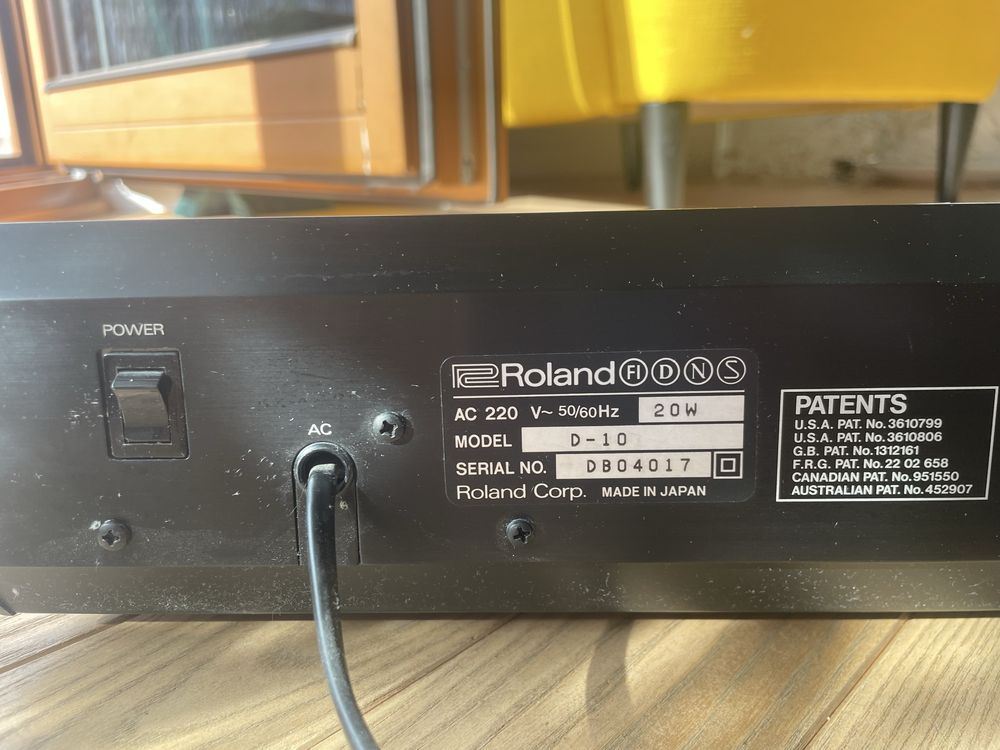 POWER
AC
Roland FI D N S
AC 220 V~ 50/60Hz 20W
MODEL D-10
SERIAL NO. DB04017
Roland Corp. MADE IN JAPAN
PATENTS
U.S.A. PAT. No. 3610799
U.S.A. PAT. No. 3610806
G.B. PAT. No. 1312161
F.R.G. PAT. No. 22 02 658
CANADIAN PAT. No. 951550
AUSTRALIAN PAT. No. 452907